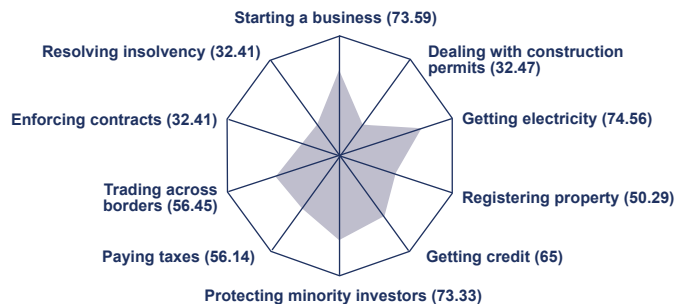 Starting a business (73.59)
Dealing with construction
permits (32.47)
Getting electricity (74.56)
Registering property (50.29)
Getting credit (65)
Protecting minority investors (73.33)
Paying taxes (56.14)
Trading across
borders (56.45)
Enforcing contracts (32.41)
Resolving insolvency (32.41)